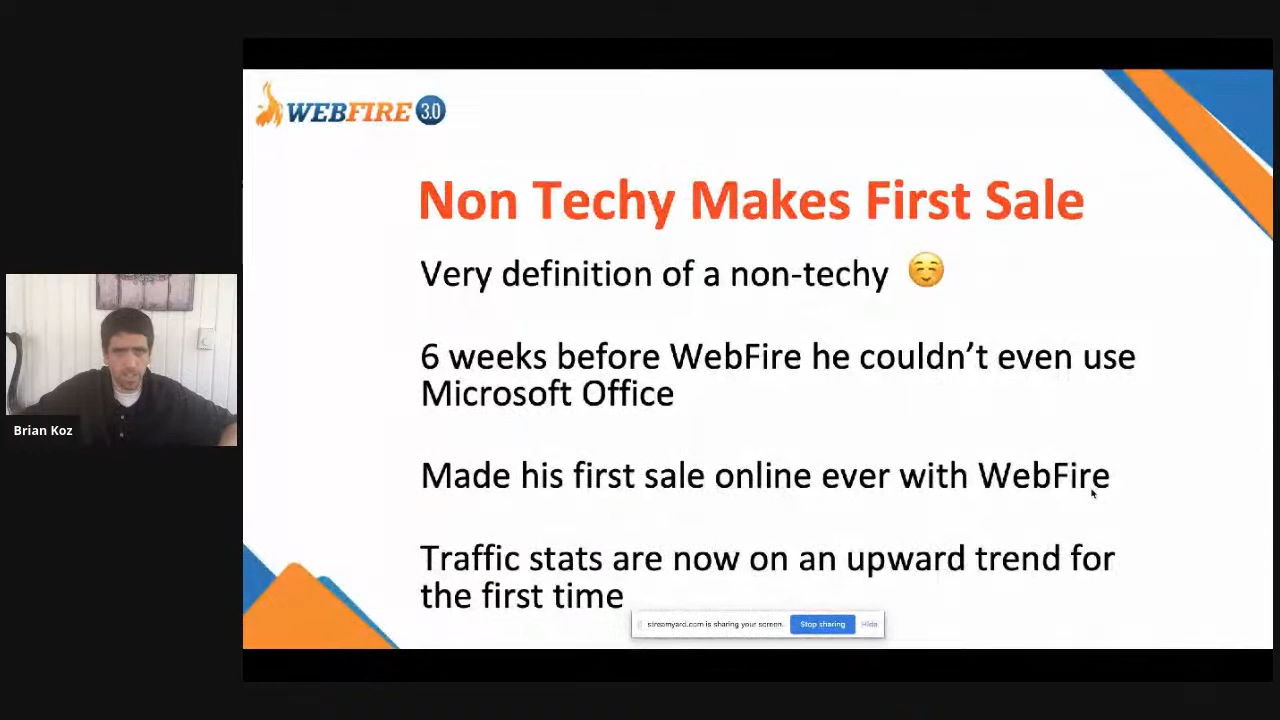 WEBFIRE 3.0
Non Techy Makes First Sale
Very definition of a non-techy ☺️
6 weeks before WebFire he couldn’t even use
Microsoft Office
Made his first sale online ever with WebFire
Traffic stats are now on an upward trend for
the first time
streamyard.com is sharing your screen. Stop sharing Hide
Brian Koz